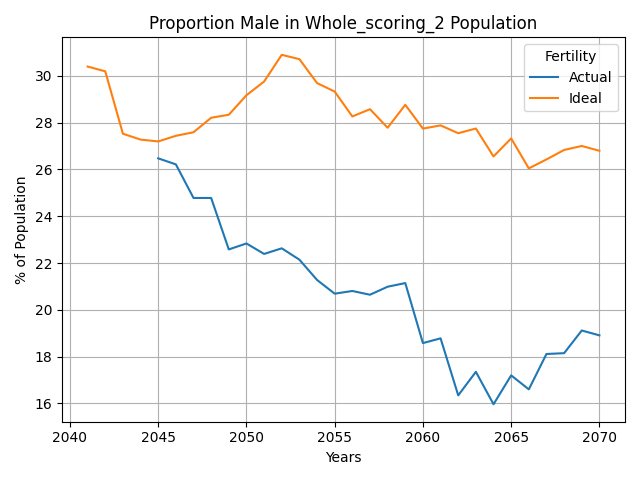 Proportion Male in Whole_scoring_2 Population
Fertility
Actual
Ideal
% of Population
30
28
26
24
22
20
18
16
2040
2045
2050
2055
2060
2065
2070
Years